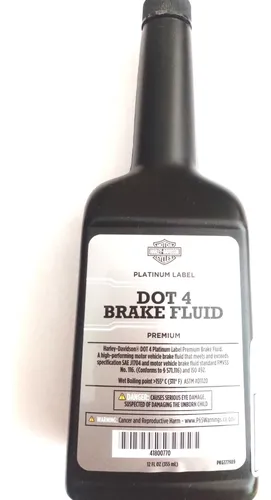 PLATINUM LABEL
DOT 4
BRAKE FLUID
PREMIUM
Harley-Davidson® DOT 4 Platinum Label Premium Brake Fluid.
A high-performing motor vehicle brake fluid that meets and exceeds
specification SAE J1704 and motor vehicle brake fluid standard FMVSS
No. 116. (Conforms to § 571.116) and ISO 4925.
Wet Boiling point >155° C (311° F) ASTM D1120
DANGER - CAUSES SERIOUS EYE DAMAGE.
SUSPECTED OF DAMAGING THE UNBORN CHILD
Cancer and Reproductive Harm - www.P65Warnings.ca.gov
41800770
12 FL OZ (355 mL)